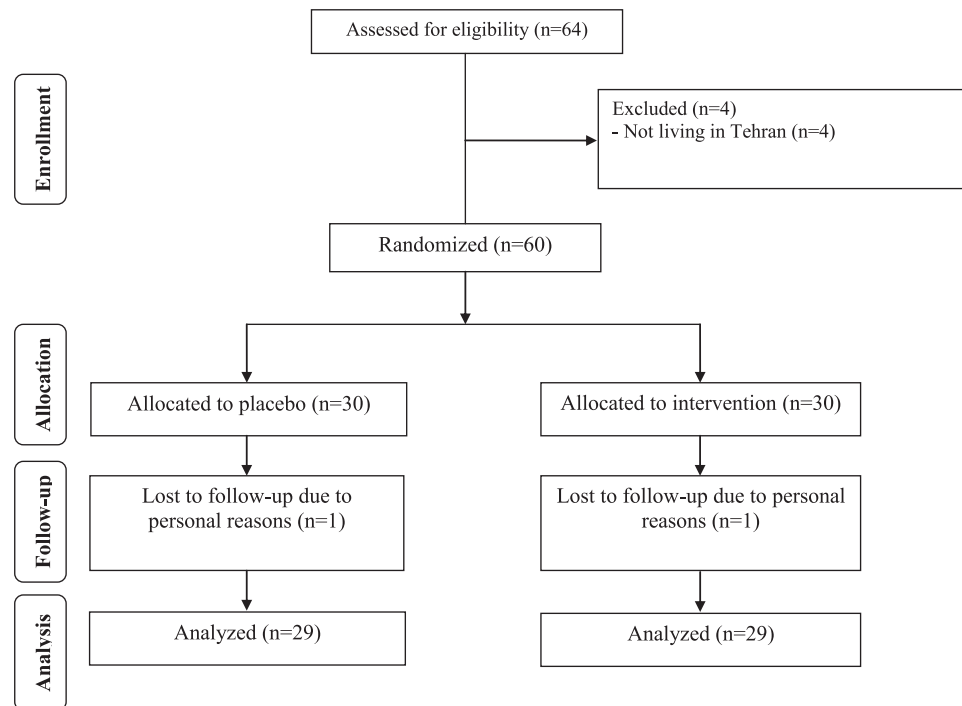 Assessed for eligibility (n=64)
Enrollment
Excluded (n=4)
- Not living in Tehran (n=4)
Randomized (n=60)
Allocation
Allocated to placebo (n=30)
Allocated to intervention (n=30)
Follow-up
Lost to follow-up due to
personal reasons (n=1)
Lost to follow-up due to personal
reasons (n=1)
Analysis
Analyzed (n=29)
Analyzed (n=29)